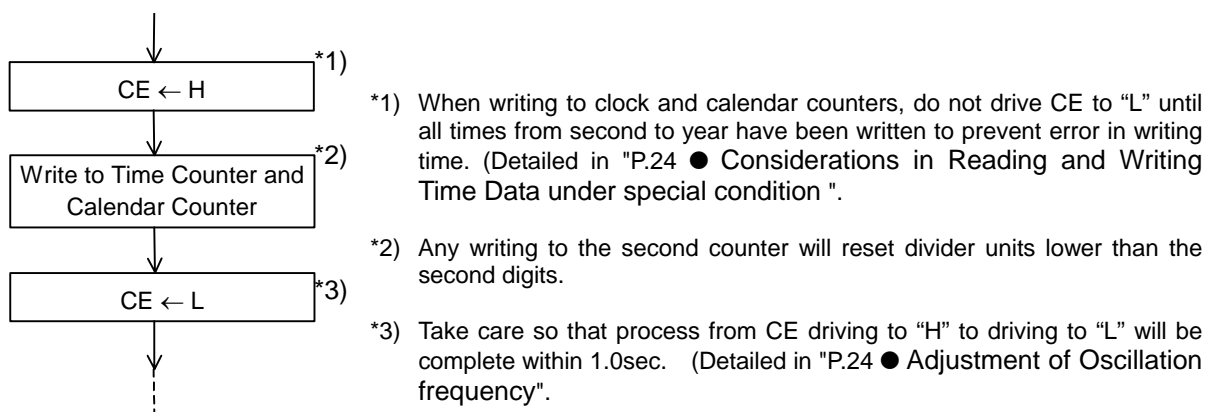 *1)
CE ← H
*2)
Write to Time Counter and
Calendar Counter
*3)
CE ← L
*1) When writing to clock and calendar counters, do not drive CE to “L” until
all times from second to year have been written to prevent error in writing
time. (Detailed in "P.24 ● Considerations in Reading and Writing
Time Data under special condition ".
*2) Any writing to the second counter will reset divider units lower than the
second digits.
*3) Take care so that process from CE driving to “H” to driving to “L” will be
complete within 1.0sec. (Detailed in "P.24 ● Adjustment of Oscillation
frequency".